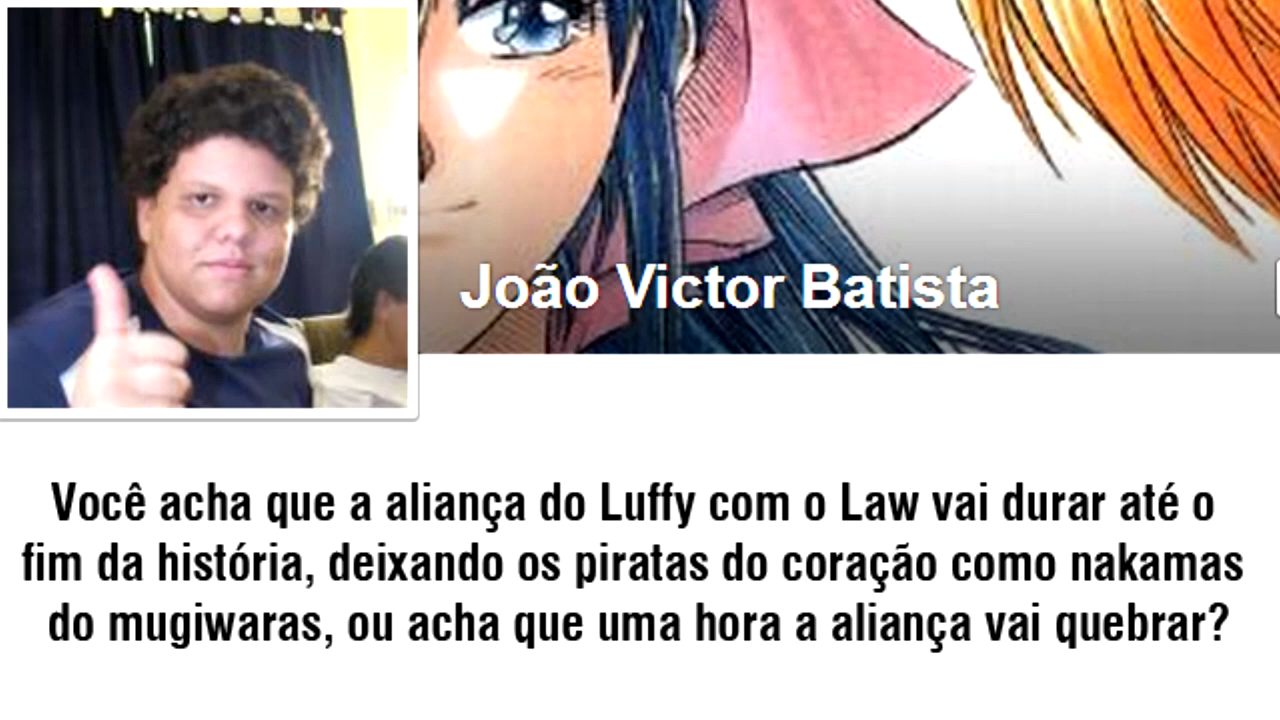 João Victor Batista
Você acha que a aliança do Luffy com o Law vai durar até o
fim da história, deixando os piratas do coração como nakamas
do mugiwaras, ou acha que uma hora a aliança vai quebrar?